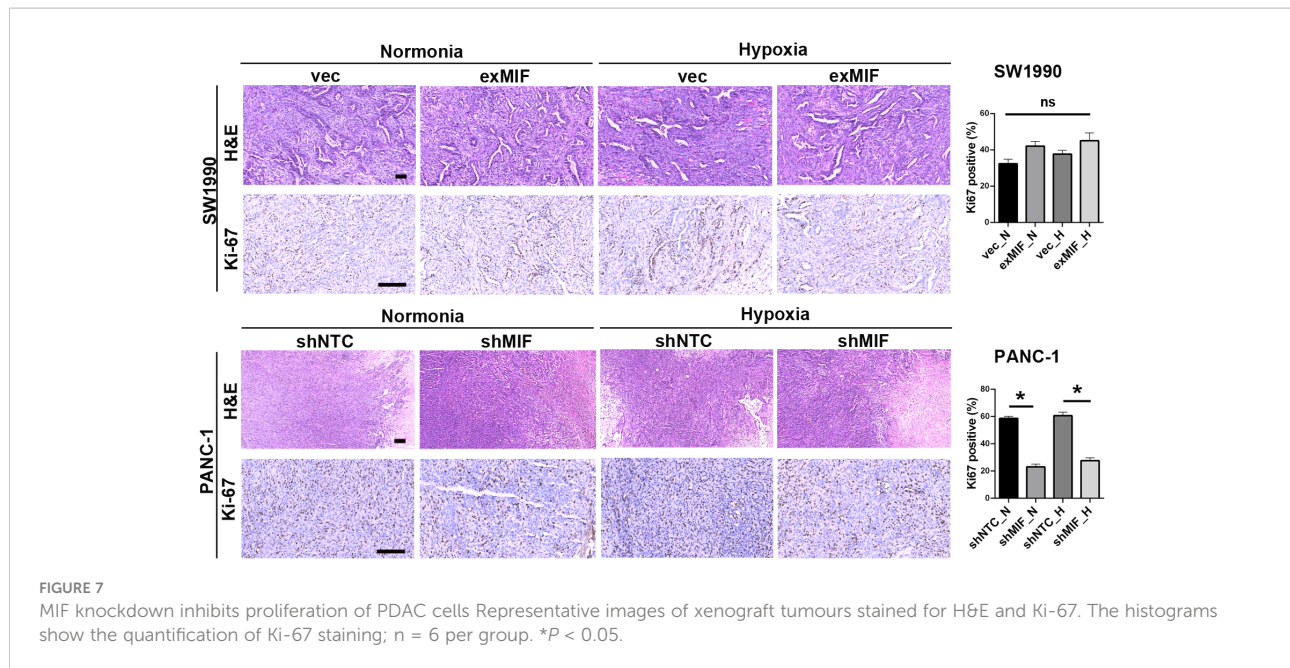 Normonia Hypoxia
vec exMIF vec exMIF
SW1990
H&E
Ki-67
SW1990
Ki67 positive (%)
60
40
20
0
ns
vec_N
exMIF_N
vec_H
exMIF_H
Normonia Hypoxia
shNTC shMIF shNTC shMIF
PANC-1
H&E
Ki-67
PANC-1
Ki67 positive (%)
80
60
40
20
0
* *
shNTC_N
shMIF_N
shNTC_H
shMIF_H
FIGURE 7
MIF knockdown inhibits proliferation of PDAC cells Representative images of xenograft tumours stained for H&E and Ki-67. The histograms
show the quantification of Ki-67 staining; n = 6 per group. *P < 0.05.